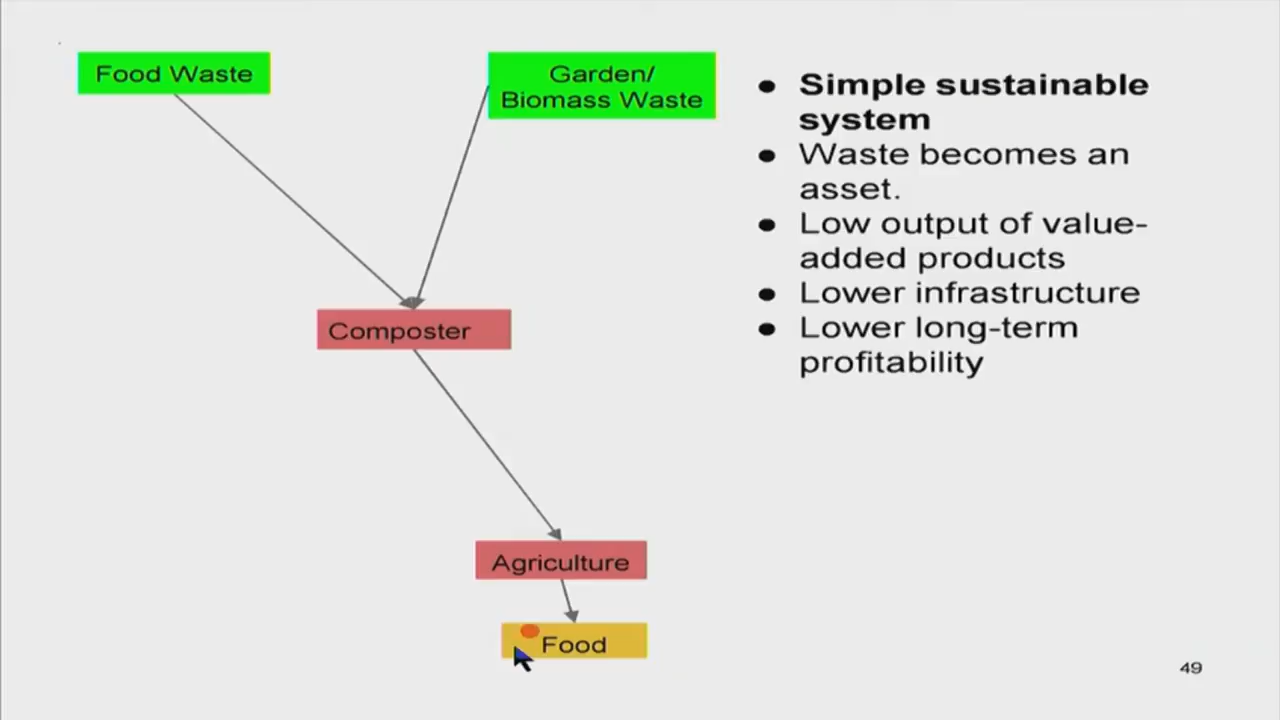 Food Waste
Garden/
Biomass Waste
Composter
Agriculture
Food
● Simple sustainable
system
● Waste becomes an
asset.
● Low output of value-
added products
● Lower infrastructure
● Lower long-term
profitability
49